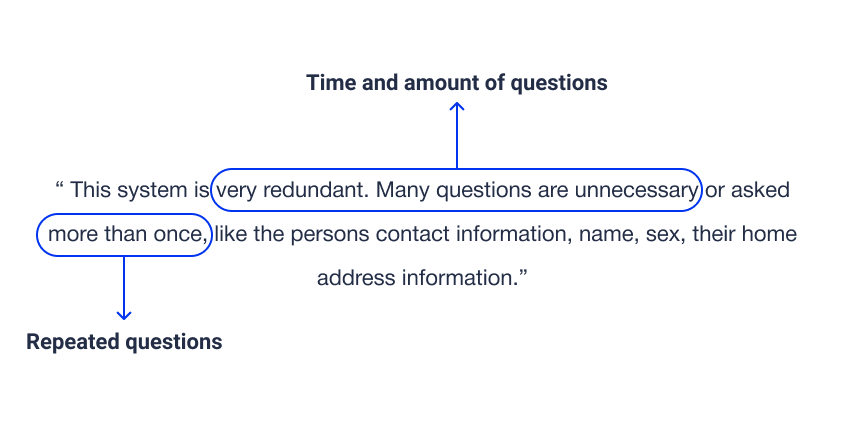 Time and amount of questions
“ This system is very redundant. Many questions are unnecessary or asked
more than once, like the persons contact information, name, sex, their home
address information.”
Repeated questions